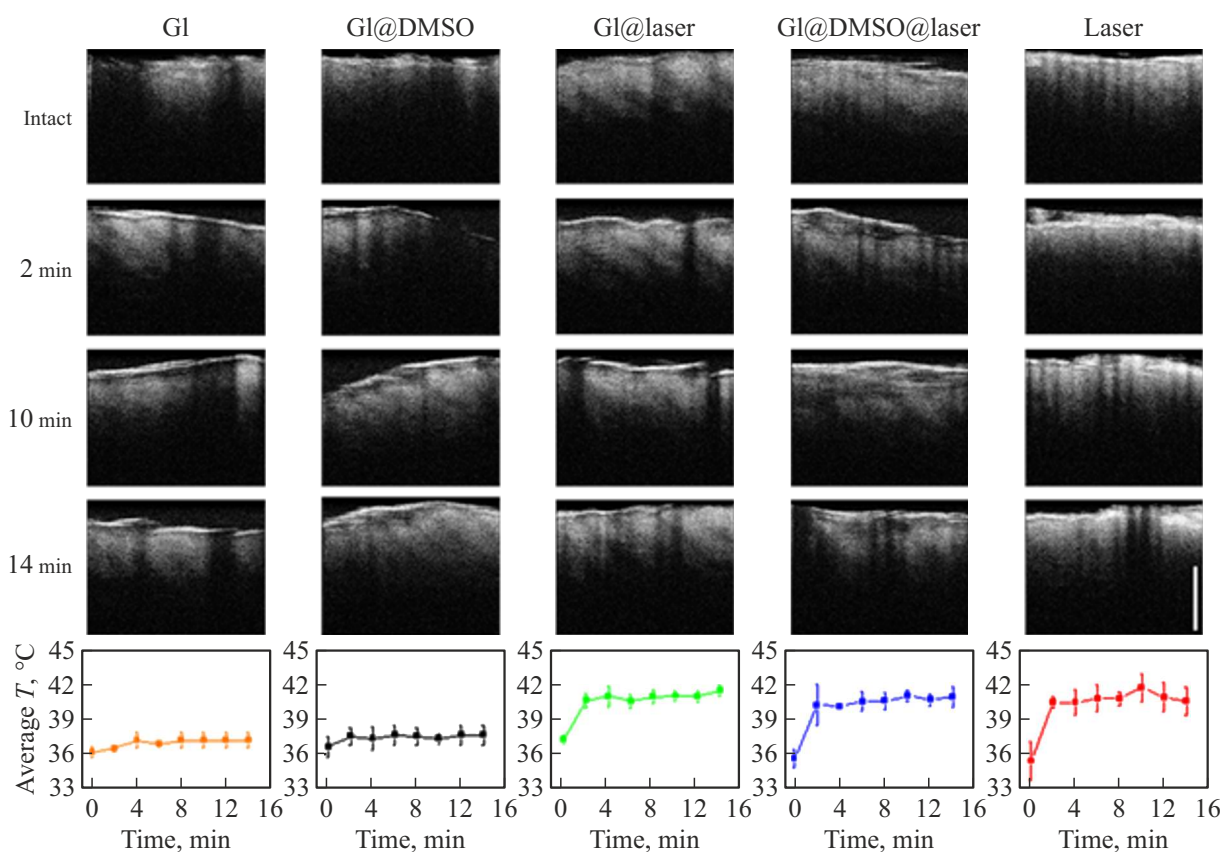 Gl Gl@DMSO Gl@laser Gl@DMSO@laser Laser
Intact
2 min
10 min
14 min
Average T, °C
45 45 45 45 45
42 42 42 42 42
39 39 39 39 39
36 36 36 36 36
33 33 33 33 33
0 4 8 12 16 0 4 8 12 16 0 4 8 12 16 0 4 8 12 16 0 4 8 12 16
Time, min Time, min Time, min Time, min Time, min